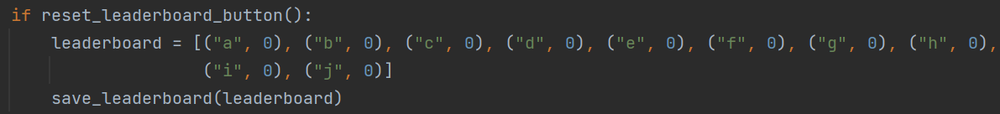 if reset_leaderboard_button():
leaderboard = [("a", 0), ("b", 0), ("c", 0), ("d", 0), ("e", 0), ("f", 0), ("g", 0), ("h", 0),
("i", 0), ("j", 0)]
save_leaderboard(leaderboard)